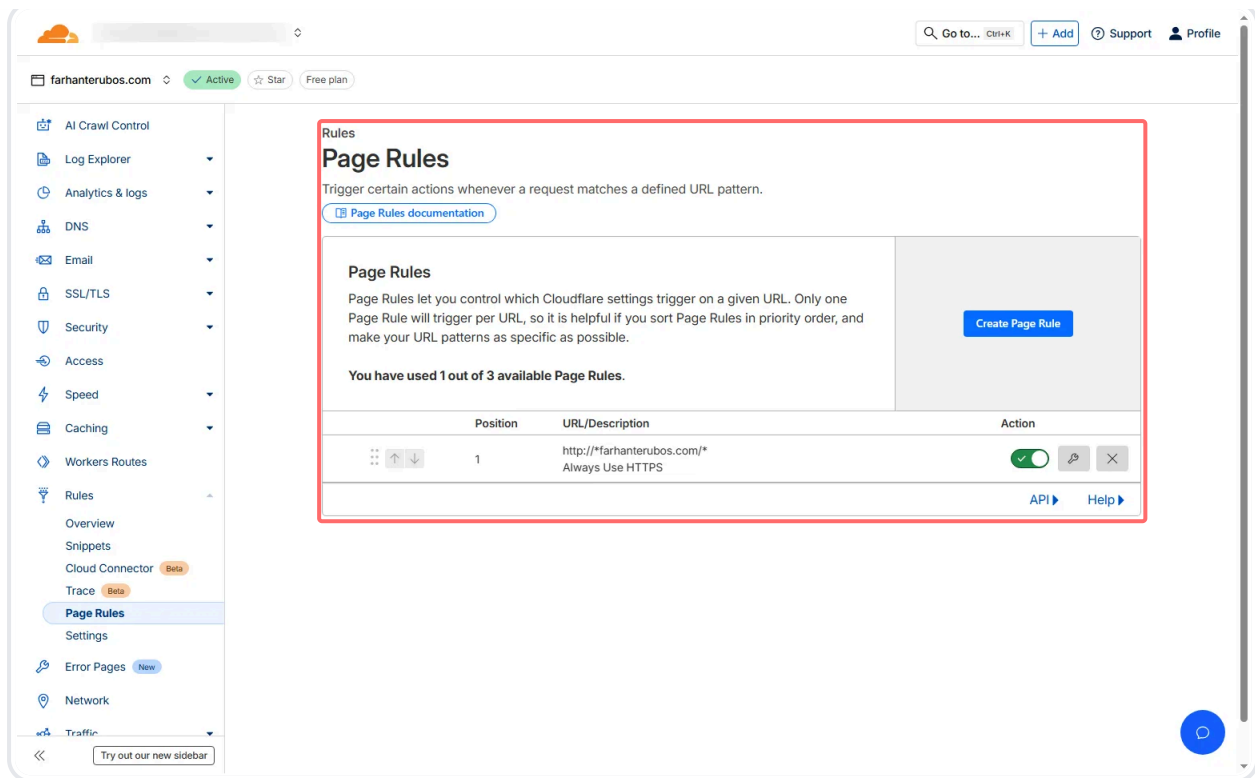 Go to... Ctrl+K
+ Add
Support
Profile
farhanterubos.com
Active
Star
Free plan
AI Crawl Control
Log Explorer
Analytics & logs
DNS
Email
SSL/TLS
Security
Access
Speed
Caching
Workers Routes
Rules
Overview
Snippets
Cloud Connector Beta
Trace Beta
Page Rules
Settings
Error Pages New
Network
Traffic
Try out our new sidebar
Rules
Page Rules
Trigger certain actions whenever a request matches a defined URL pattern.
Page Rules documentation
Page Rules
Page Rules let you control which Cloudflare settings trigger on a given URL. Only one
Page Rule will trigger per URL, so it is helpful if you sort Page Rules in priority order, and
make your URL patterns as specific as possible.
You have used 1 out of 3 available Page Rules.
Create Page Rule
Position URL/Description Action
1 http://*farhanterubos.com/*
Always Use HTTPS
API Help